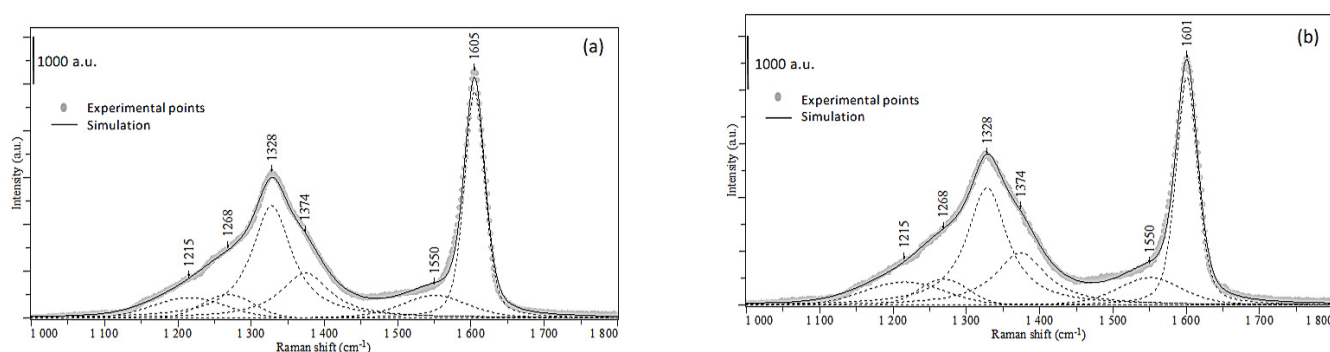 (a)
1605
1000 a.u.
Experimental points
Simulation
1328
1374
1268
1215
1550
Intensity (a.u.)
1 000 1 100 1 200 1 300 1 400 1 500 1 600 1 700 1 800
Raman shift (cm-1)
(b)
1601
1000 a.u.
Experimental points
Simulation
1328
1374
1268
1215
1550
Intensity (a.u.)
1 000 1 100 1 200 1 300 1 400 1 500 1 600 1 700 1 800
Raman shift (cm-1)